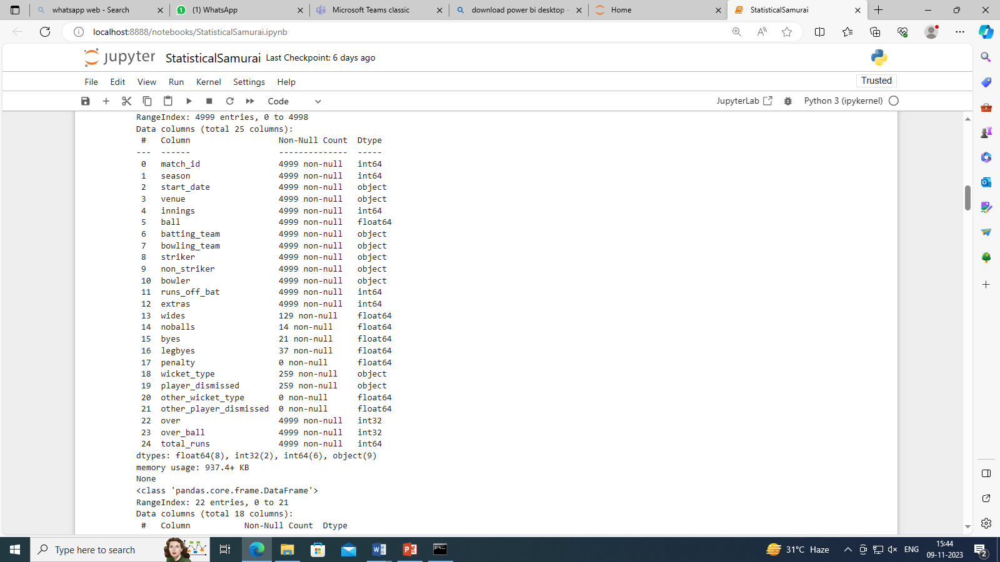 whatsapp web - Search
(1) WhatsApp
Microsoft Teams classic
download power bi desktop -
Home
StatisticalSamurai
localhost:8888/notebooks/StatisticalSamurai.ipynb
jupyter StatisticalSamurai Last Checkpoint: 6 days ago
File Edit View Run Kernel Settings Help
Trusted
Code
JupyterLab
Python 3 (ipykernel)
RangeIndex: 4999 entries, 0 to 4998
Data columns (total 25 columns):
 #   Column                  Non-Null Count  Dtype
---  ------                  --------------  -----
 0   match_id                4999 non-null   int64
 1   season                  4999 non-null   int64
 2   start_date              4999 non-null   object
 3   venue                   4999 non-null   object
 4   innings                 4999 non-null   int64
 5   ball                    4999 non-null   float64
 6   batting_team            4999 non-null   object
 7   bowling_team            4999 non-null   object
 8   striker                 4999 non-null   object
 9   non_striker             4999 non-null   object
 10  bowler                  4999 non-null   object
 11  runs_off_bat            4999 non-null   int64
 12  extras                  4999 non-null   int64
 13  wides                   129 non-null    float64
 14  noballs                 14 non-null     float64
 15  byes                    21 non-null     float64
 16  legbyes                 37 non-null     float64
 17  penalty                 0 non-null      float64
 18  wicket_type             259 non-null    object
 19  player_dismissed        259 non-null    object
 20  other_wicket_type       0 non-null      float64
 21  other_player_dismissed  0 non-null      float64
 22  over                    4999 non-null   int32
 23  over_ball               4999 non-null   int32
 24  total_runs              4999 non-null   int64
dtypes: float64(8), int32(2), int64(6), object(9)
memory usage: 937.4+ KB
None
<class 'pandas.core.frame.DataFrame'>
RangeIndex: 22 entries, 0 to 21
Data columns (total 18 columns):
 #   Column           Non-Null Count  Dtype
Type here to search
31°C Haze
ENG
15:44
09-11-2023
2